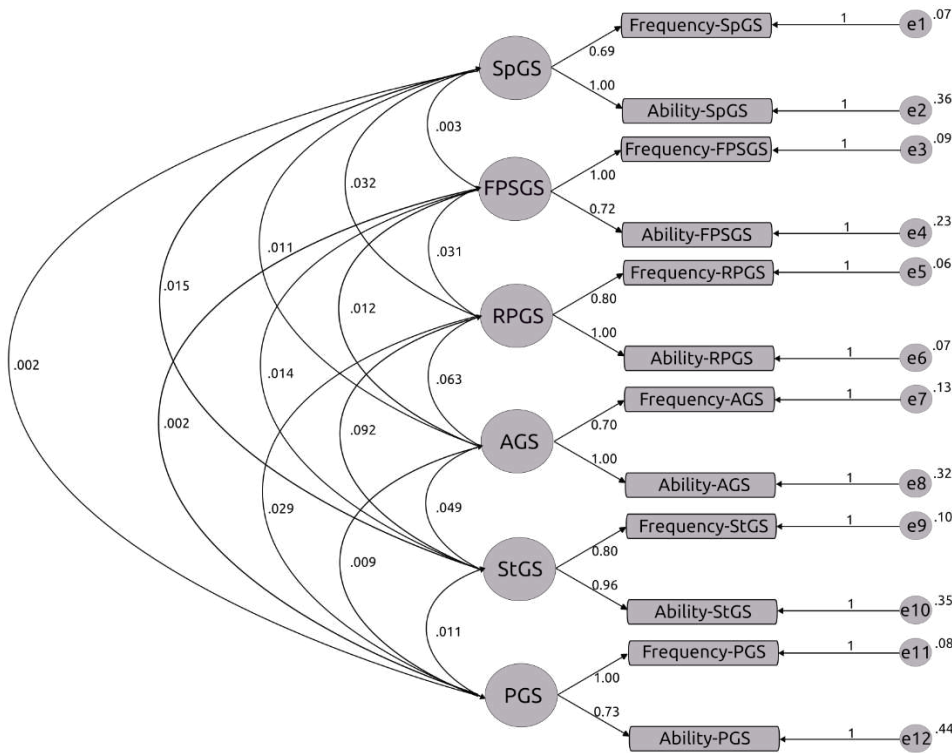 Frequency-SpGS
1
e1
.07
0.69
SpGS
1.00
Ability-SpGS
1
e2
.36
.003
Frequency-FPSGS
1
e3
.09
1.00
FPSGS
.032
0.72
Ability-FPSGS
1
e4
.23
.011
.031
Frequency-RPGS
1
e5
.06
.015
0.80
.012
RPGS
1.00
Ability-RPGS
1
e6
.07
.002
.014
.063
Frequency-AGS
1
e7
.13
.002
.092
0.70
AGS
1.00
Ability-AGS
1
e8
.32
.029
.049
Frequency-StGS
1
e9
.10
0.80
.009
StGS
0.96
Ability-StGS
1
e10
.35
.011
Frequency-PGS
1
e11
.08
1.00
PGS
0.73
Ability-PGS
1
e12
.44